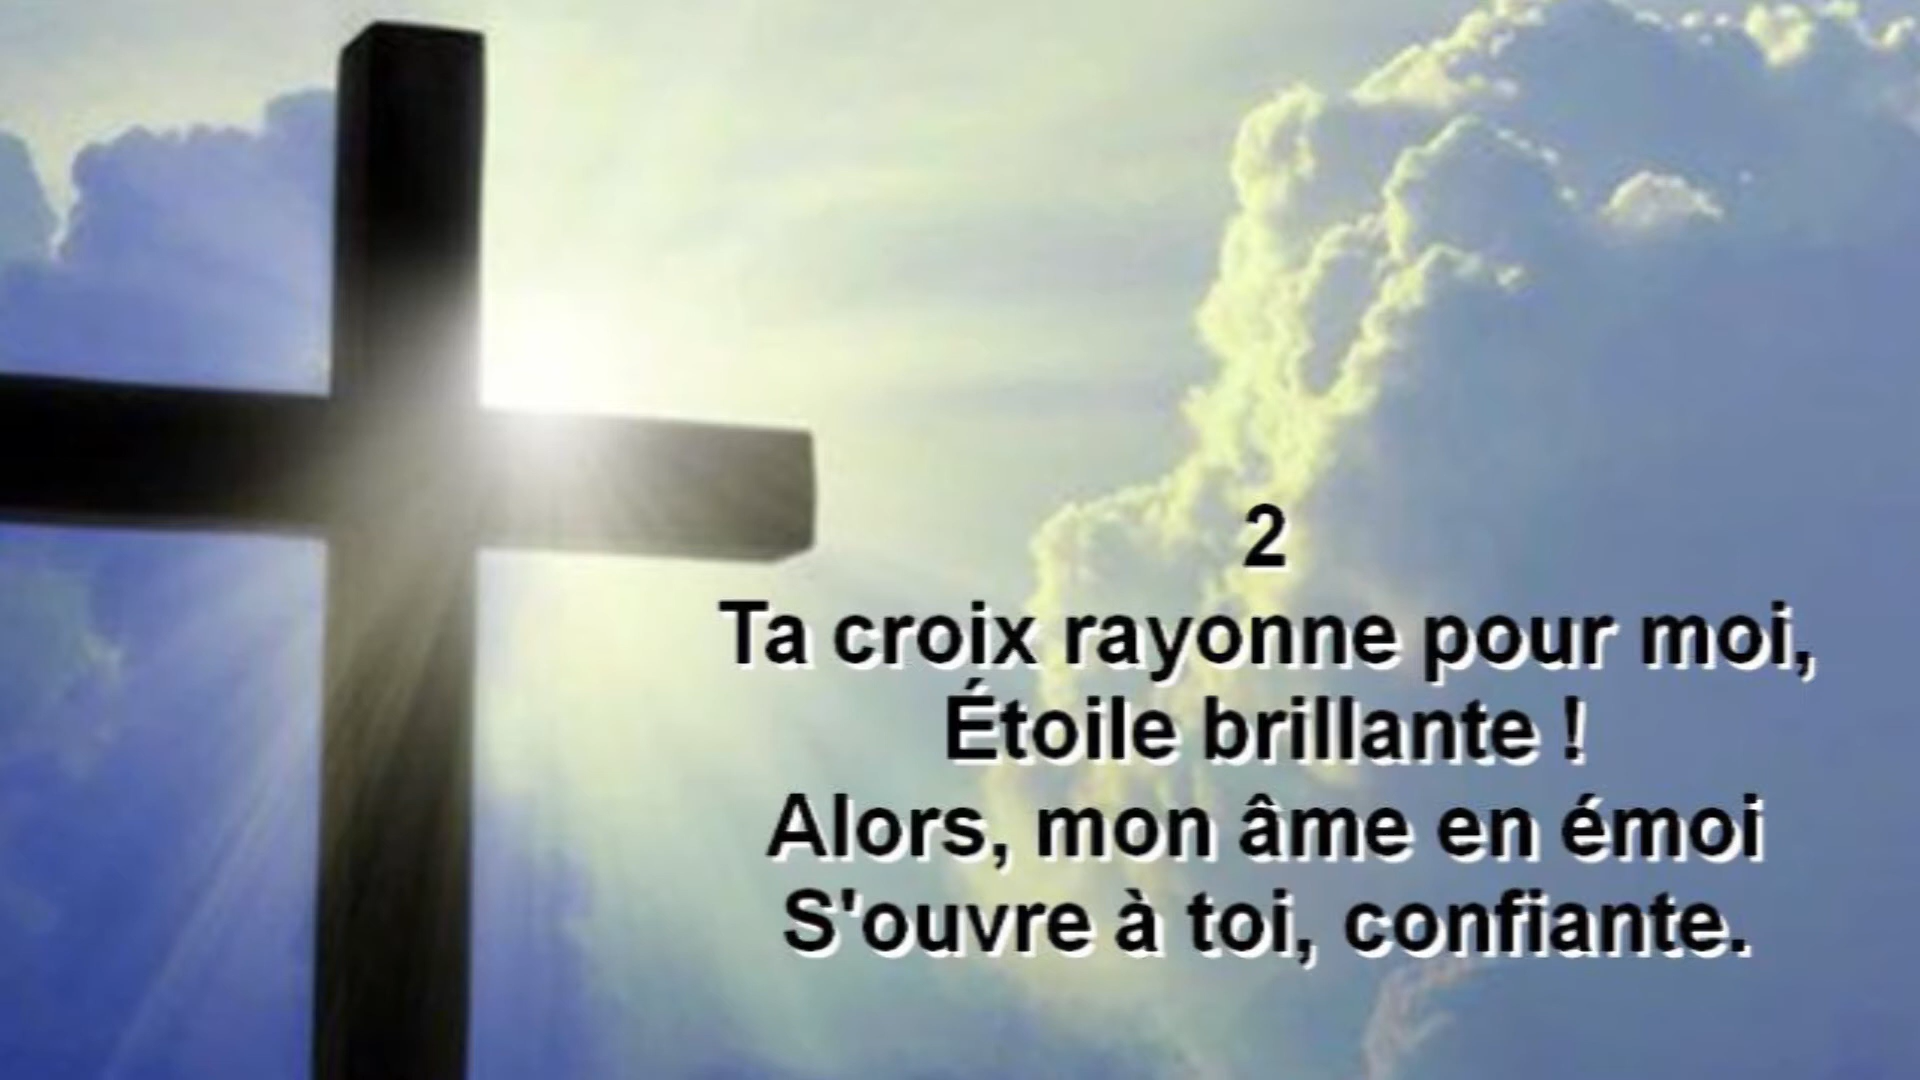 2
Ta croix rayonne pour moi,
Étoile brillante !
Alors, mon âme en émoi
S'ouvre à toi, confiante.